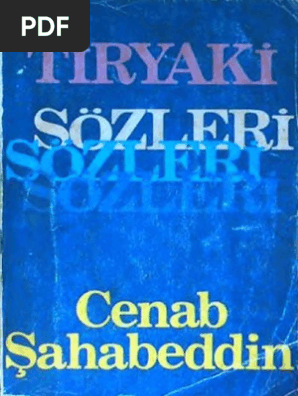 PDF
TİRYAKİ
SÖZLERİ
SÖZLERİ
SÖZLERİ
Cenab
Şahabeddin